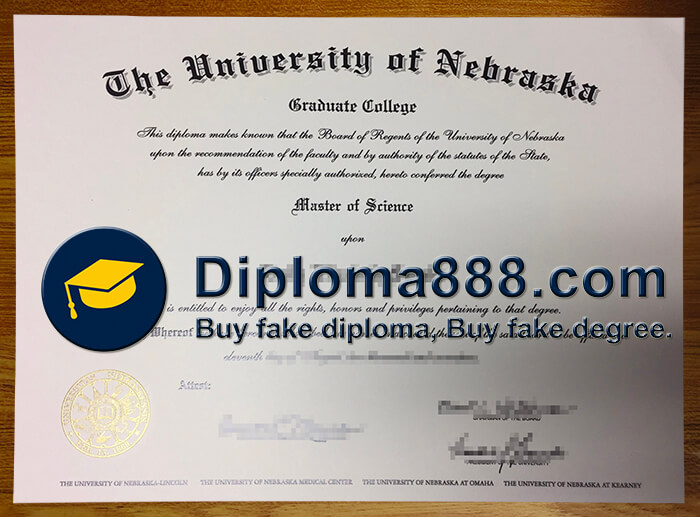 The University of Nebraska
Graduate College
This diploma makes known that the Board of Regents of the University of Nebraska
upon the recommendation of the faculty and by authority of the statutes of the State,
has by its officers specially authorized, hereto conferred the degree
Master of Science
upon
Diploma888.com
is entitled to enjoy all the rights, honors and privileges pertaining to that degree.
Buy fake diploma, Buy fake degree.
Whereof
eleventh
Attest:
THE UNIVERSITY OF NEBRASKA-LINCOLN THE UNIVERSITY OF NEBRASKA MEDICAL CENTER THE UNIVERSITY OF NEBRASKA AT OMAHA THE UNIVERSITY OF NEBRASKA AT KEARNEY